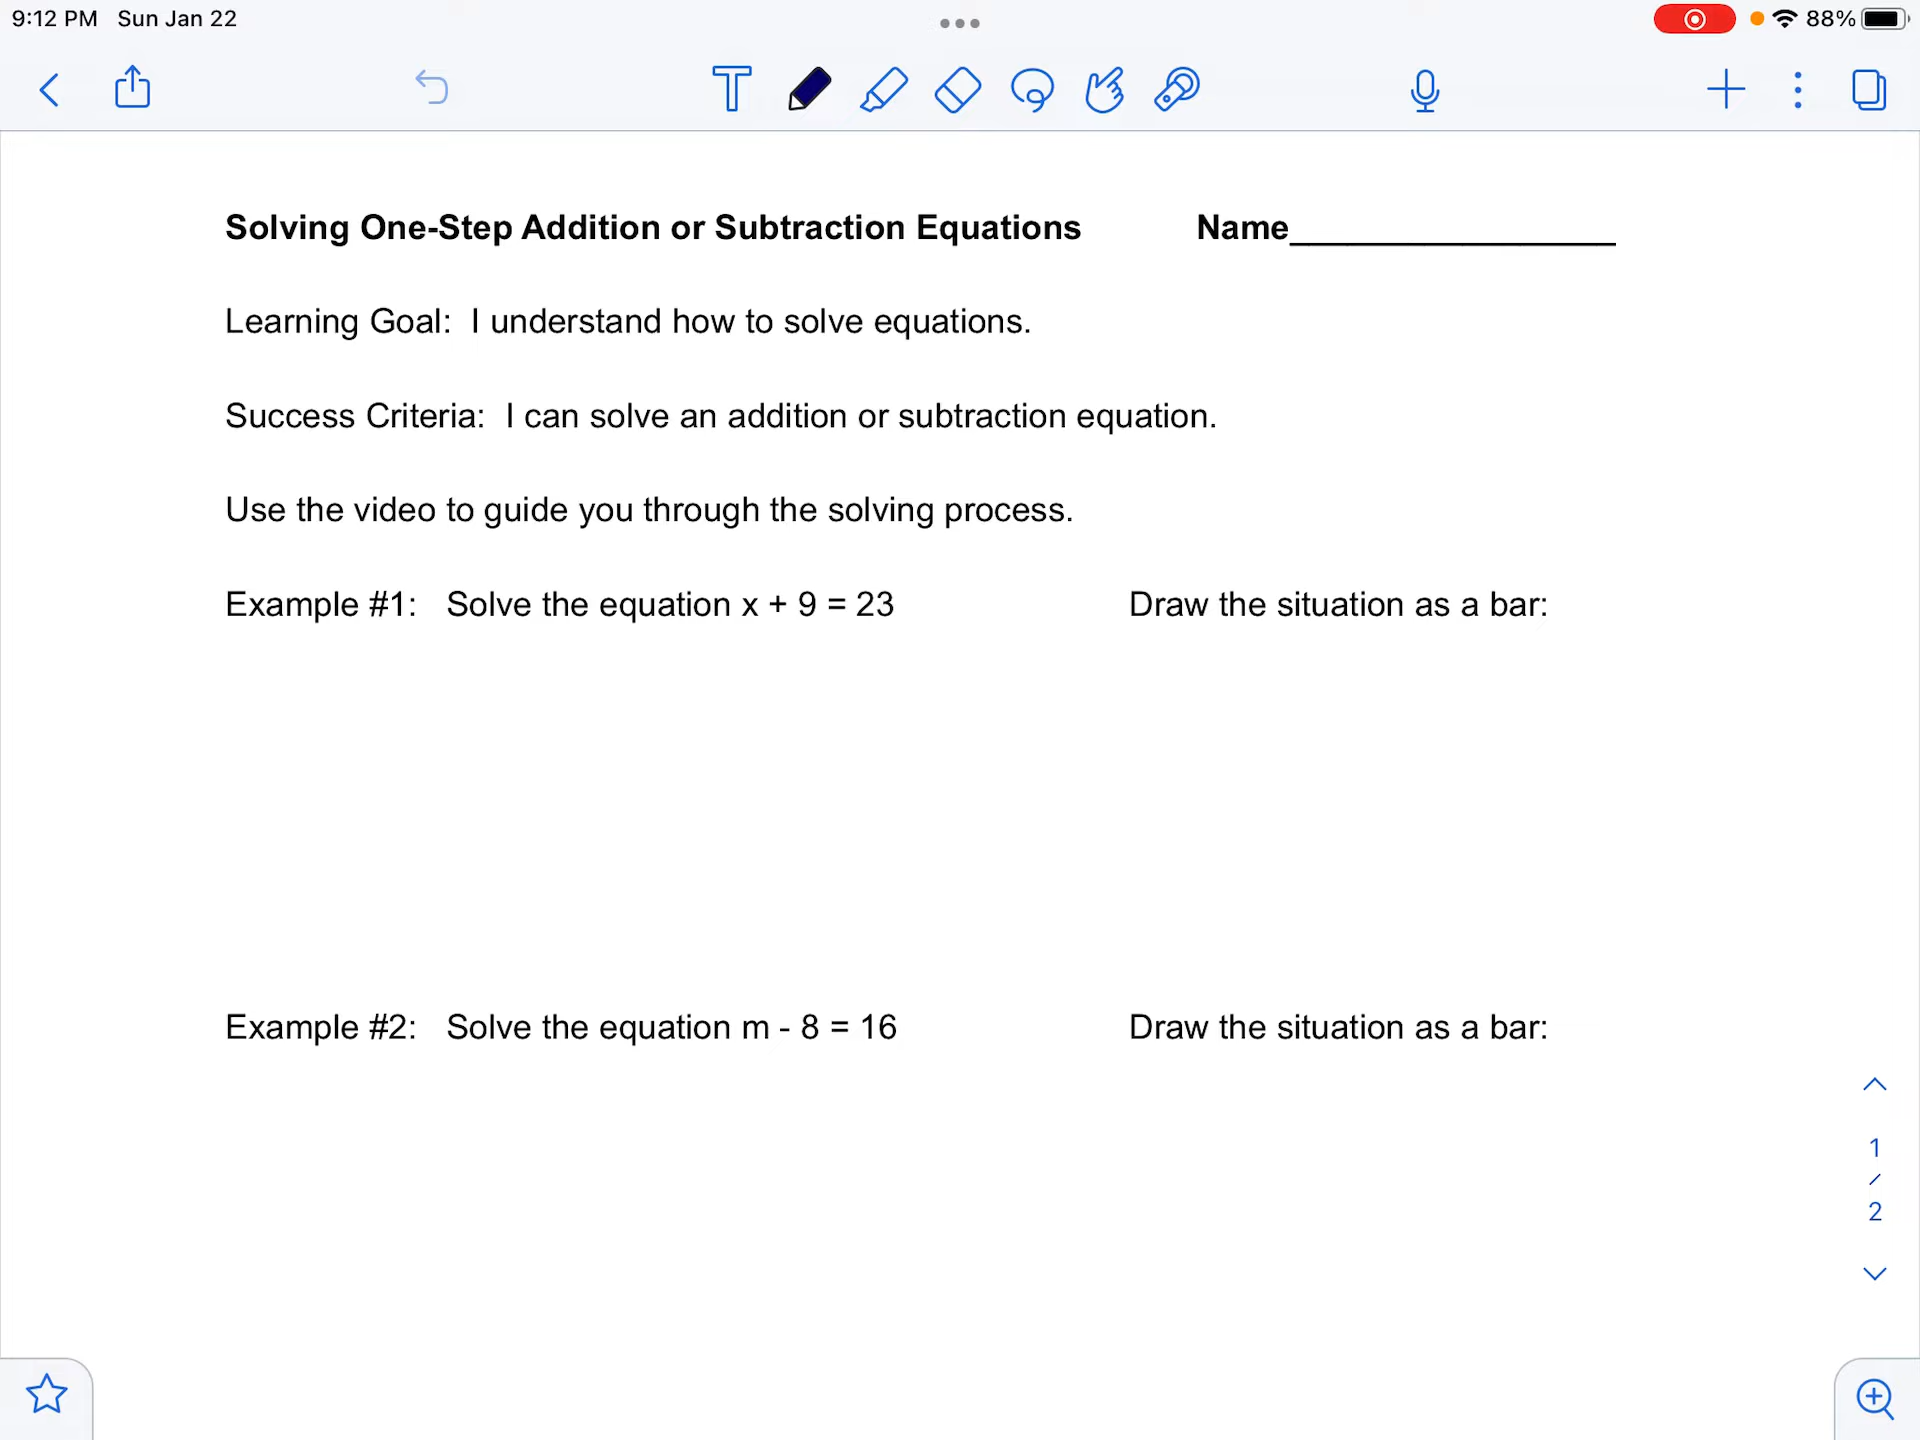 9:12 PM Sun Jan 22
88%
Solving One-Step Addition or Subtraction Equations Name_________________
Learning Goal: I understand how to solve equations.
Success Criteria: I can solve an addition or subtraction equation.
Use the video to guide you through the solving process.
Example #1: Solve the equation x + 9 = 23 Draw the situation as a bar:
Example #2: Solve the equation m - 8 = 16 Draw the situation as a bar:
1
/
2